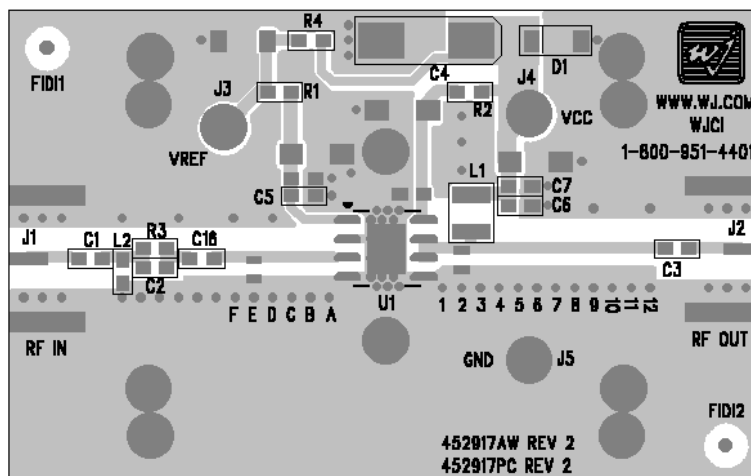 R4
FIDI1
J3
C4
J4
D1
WWW.WJ.COM
WJCI
1-800-951-4401
R1
R2
VCC
VREF
L1
C5
C7
C6
J1
C1
L2
R3
C16
J2
C2
C3
U1
F E D C B A
1 2 3 4 5 6 7 8 9 10 11 12
RF IN
RF OUT
GND
J5
FIDI2
452917AW REV 2
452917PC REV 2